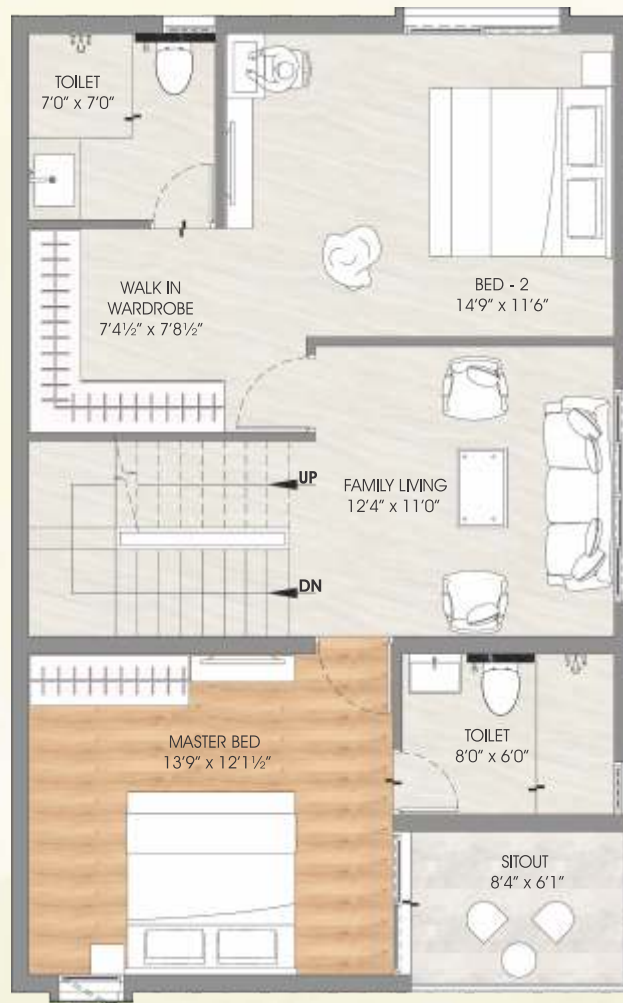 TOILET
7'0" x 7'0"
WALK IN
WARDROBE
7'4½" x 7'8½"
BED - 2
14'9" x 11'6"
UP
FAMILY LIVING
12'4" x 11'0"
DN
MASTER BED
13'9" x 12'1½"
TOILET
8'0" x 6'0"
SITOUT
8'4" x 6'1"